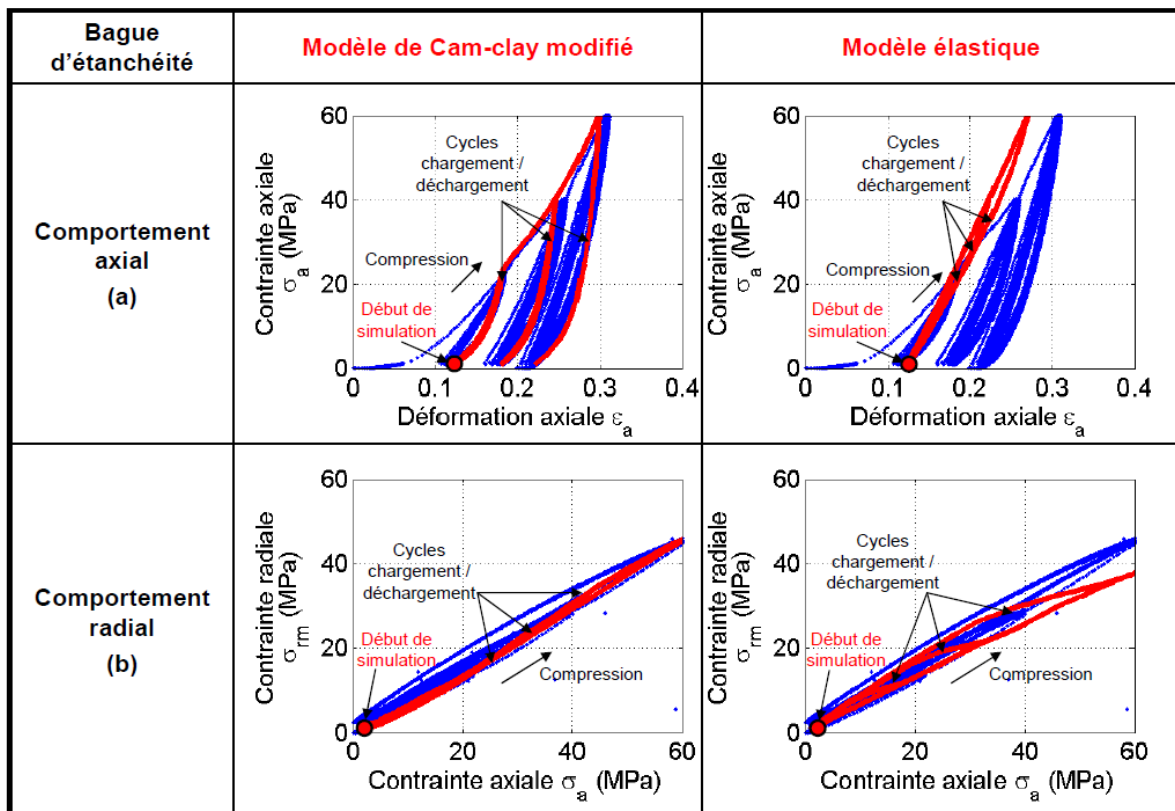 Bague
d'étanchéité
Modèle de Cam-clay modifié
Modèle élastique
Comportement
axial
(a)
Contrainte axiale
σa (MPa)
60
40
20
0
Cycles
chargement /
déchargement
Compression
Début de
simulation
0 0.1 0.2 0.3 0.4
Déformation axiale εa
Contrainte axiale
σa (MPa)
60
40
20
0
Cycles
chargement /
déchargement
Compression
Début de
simulation
0 0.1 0.2 0.3 0.4
Déformation axiale εa
Comportement
radial
(b)
Contrainte radiale
σrm (MPa)
60
40
20
0
Cycles
chargement /
déchargement
Début de
simulation
Compression
0 20 40 60
Contrainte axiale σa (MPa)
Contrainte radiale
σrm (MPa)
60
40
20
0
Cycles
chargement /
déchargement
Début de
simulation
Compression
0 20 40 60
Contrainte axiale σa (MPa)